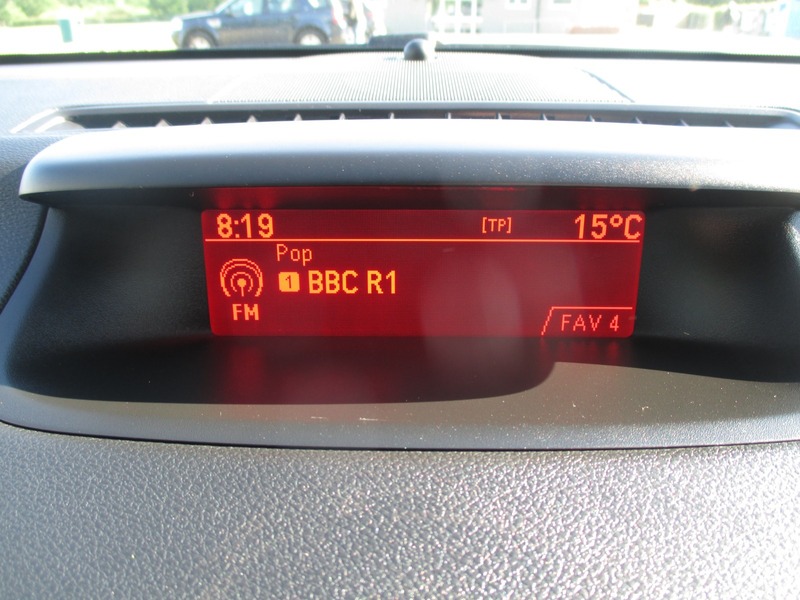 8:19 [TP] 15°C
Pop
1 BBC R1
FM
FAV 4